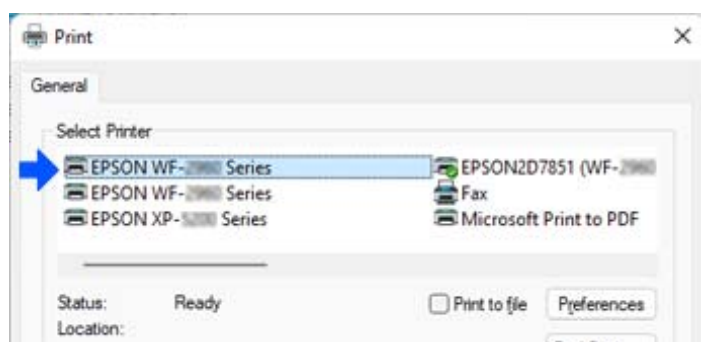 Print
General
Select Printer
EPSON WF- Series
EPSON WF- Series
EPSON XP- Series
EPSON2D7851 (WF-
Fax
Microsoft Print to PDF
Status: Ready
Print to file
Preferences
Location: